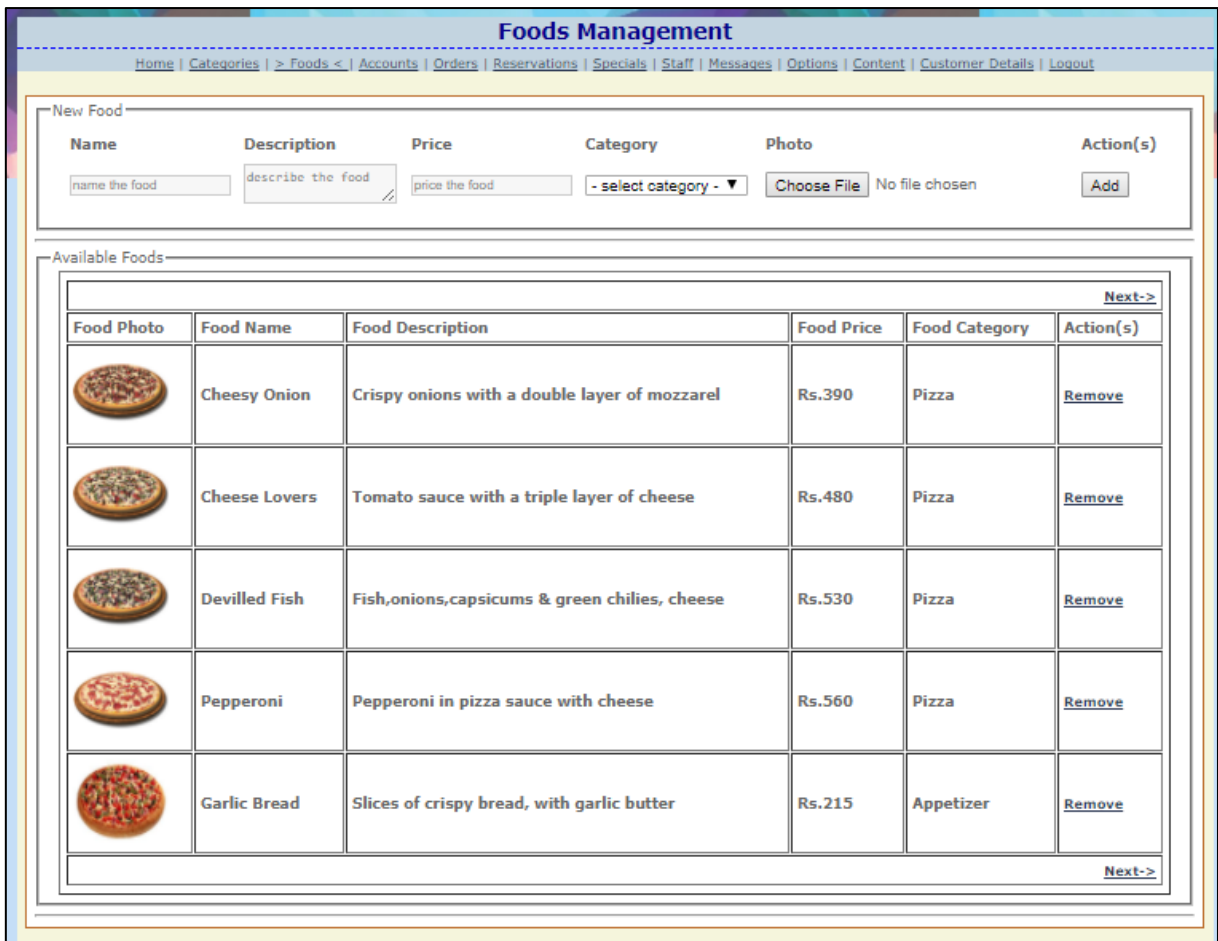 Foods Management
Home | Categories | > Foods < | Accounts | Orders | Reservations | Specials | Staff | Messages | Options | Content | Customer Details | Logout
New Food
Name Description Price Category Photo Action(s)
name the food describe the food price the food - select category - Choose File No file chosen Add
Available Foods
Next->
Food Photo Food Name Food Description Food Price Food Category Action(s)
Cheesy Onion Crispy onions with a double layer of mozzarel Rs.390 Pizza Remove
Cheese Lovers Tomato sauce with a triple layer of cheese Rs.480 Pizza Remove
Devilled Fish Fish,onions,capsicums & green chilies, cheese Rs.530 Pizza Remove
Pepperoni Pepperoni in pizza sauce with cheese Rs.560 Pizza Remove
Garlic Bread Slices of crispy bread, with garlic butter Rs.215 Appetizer Remove
Next->